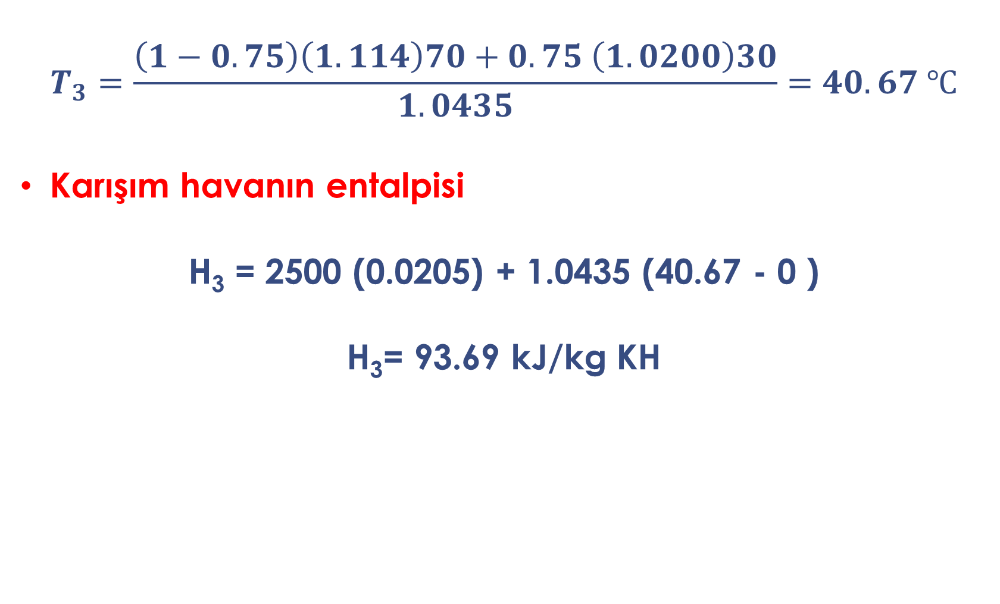 T₃ = (1 − 0.75)(1.114)70 + 0.75 (1.0200)30 / 1.0435 = 40.67 ℃
• Karışım havanın entalpisi
H₃ = 2500 (0.0205) + 1.0435 (40.67 - 0 )
H₃= 93.69 kJ/kg KH